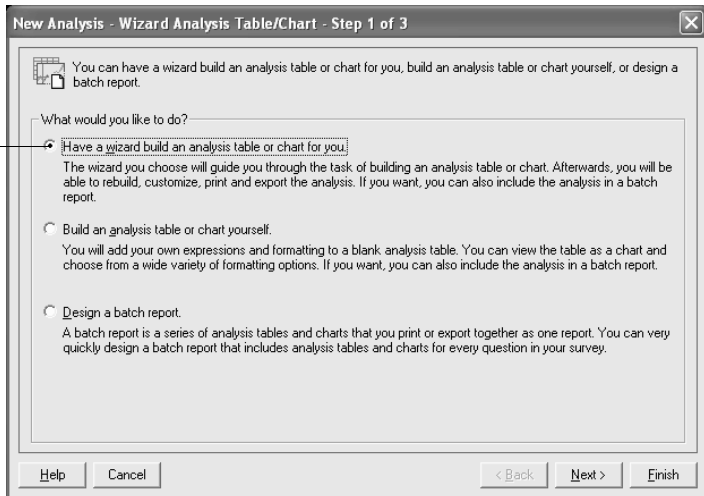 New Analysis - Wizard Analysis Table/Chart - Step 1 of 3
You can have a wizard build an analysis table or chart for you, build an analysis table or chart yourself, or design a
batch report.
What would you like to do?
Have a wizard build an analysis table or chart for you.
The wizard you choose will guide you through the task of building an analysis table or chart. Afterwards, you will be
able to rebuild, customize, print and export the analysis. If you want, you can also include the analysis in a batch
report.
Build an analysis table or chart yourself.
You will add your own expressions and formatting to a blank analysis table. You can view the table as a chart and
choose from a wide variety of formatting options. If you want, you can also include the analysis in a batch report.
Design a batch report.
A batch report is a series of analysis tables and charts that you print or export together as one report. You can very
quickly design a batch report that includes analysis tables and charts for every question in your survey.
Help Cancel < Back Next > Finish